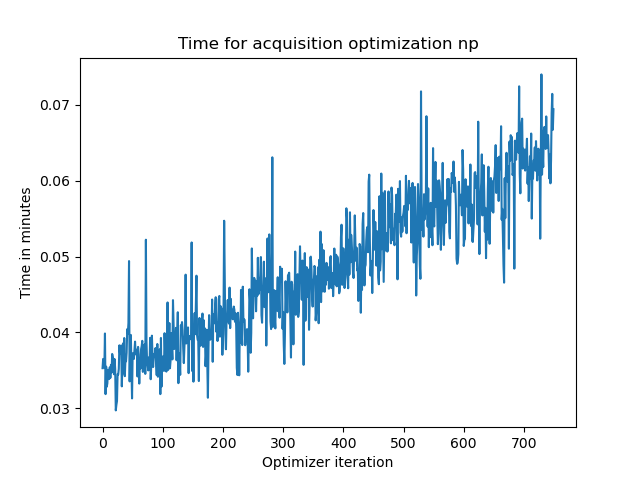 Time for acquisition optimization np
Time in minutes
0.07
0.06
0.05
0.04
0.03
0 100 200 300 400 500 600 700
Optimizer iteration